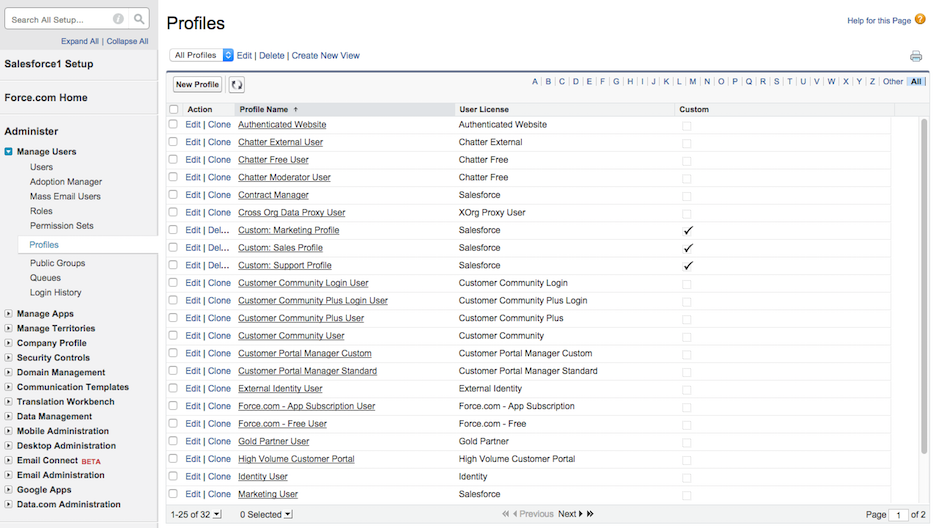 Search All Setup...
Expand All | Collapse All
Salesforce1 Setup
Force.com Home
Administer
Manage Users
Users
Adoption Manager
Mass Email Users
Roles
Permission Sets
Profiles
Public Groups
Queues
Login History
Manage Apps
Manage Territories
Company Profile
Security Controls
Domain Management
Communication Templates
Translation Workbench
Data Management
Mobile Administration
Desktop Administration
Email Connect BETA
Email Administration
Google Apps
Data.com Administration
Profiles
Help for this Page ?
All Profiles Edit | Delete | Create New View
New Profile A B C D E F G H I J K L M N O P Q R S T U V W X Y Z Other All
Action Profile Name User License Custom
Edit | Clone Authenticated Website Authenticated Website
Edit | Clone Chatter External User Chatter External
Edit | Clone Chatter Free User Chatter Free
Edit | Clone Chatter Moderator User Chatter Free
Edit | Clone Contract Manager Salesforce
Edit | Clone Cross Org Data Proxy User XOrg Proxy User
Edit | Del... Custom: Marketing Profile Salesforce
Edit | Del... Custom: Sales Profile Salesforce
Edit | Del... Custom: Support Profile Salesforce
Edit | Clone Customer Community Login User Customer Community Login
Edit | Clone Customer Community Plus Login User Customer Community Plus Login
Edit | Clone Customer Community Plus User Customer Community Plus
Edit | Clone Customer Community User Customer Community
Edit | Clone Customer Portal Manager Custom Customer Portal Manager Custom
Edit | Clone Customer Portal Manager Standard Customer Portal Manager Standard
Edit | Clone External Identity User External Identity
Edit | Clone Force.com - App Subscription User Force.com - App Subscription
Edit | Clone Force.com - Free User Force.com - Free
Edit | Clone Gold Partner User Gold Partner
Edit | Clone High Volume Customer Portal High Volume Customer Portal
Edit | Clone Identity User Identity
Edit | Clone Marketing User Salesforce
1-25 of 32 0 Selected Previous Next Page 1 of 2